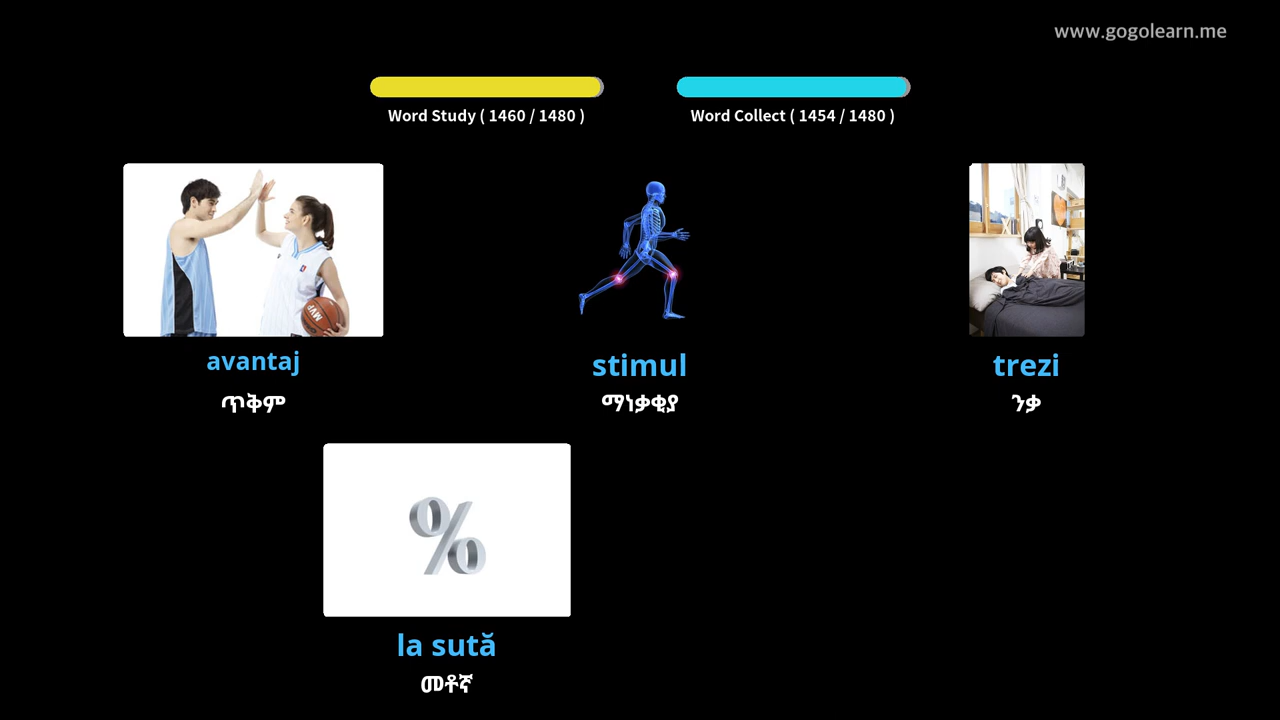 www.gogolearn.me
Word Study ( 1460 / 1480 )
Word Collect ( 1454 / 1480 )
avantaj
ጥቅም
stimul
ማነቃቂያ
trezi
ንቃ
MVP
%
la sută
መቶኛ